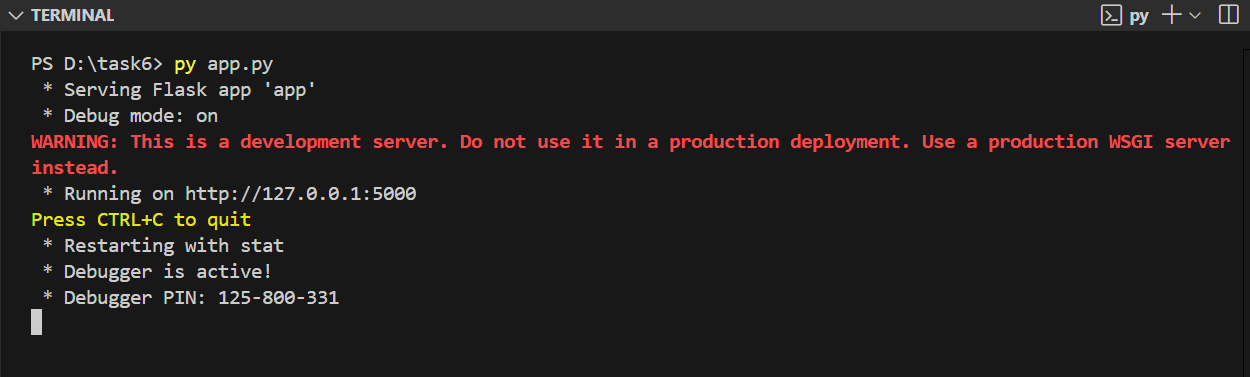 TERMINAL
py
PS D:\task6> py app.py
* Serving Flask app 'app'
* Debug mode: on
WARNING: This is a development server. Do not use it in a production deployment. Use a production WSGI server
instead.
* Running on http://127.0.0.1:5000
Press CTRL+C to quit
* Restarting with stat
* Debugger is active!
* Debugger PIN: 125-800-331